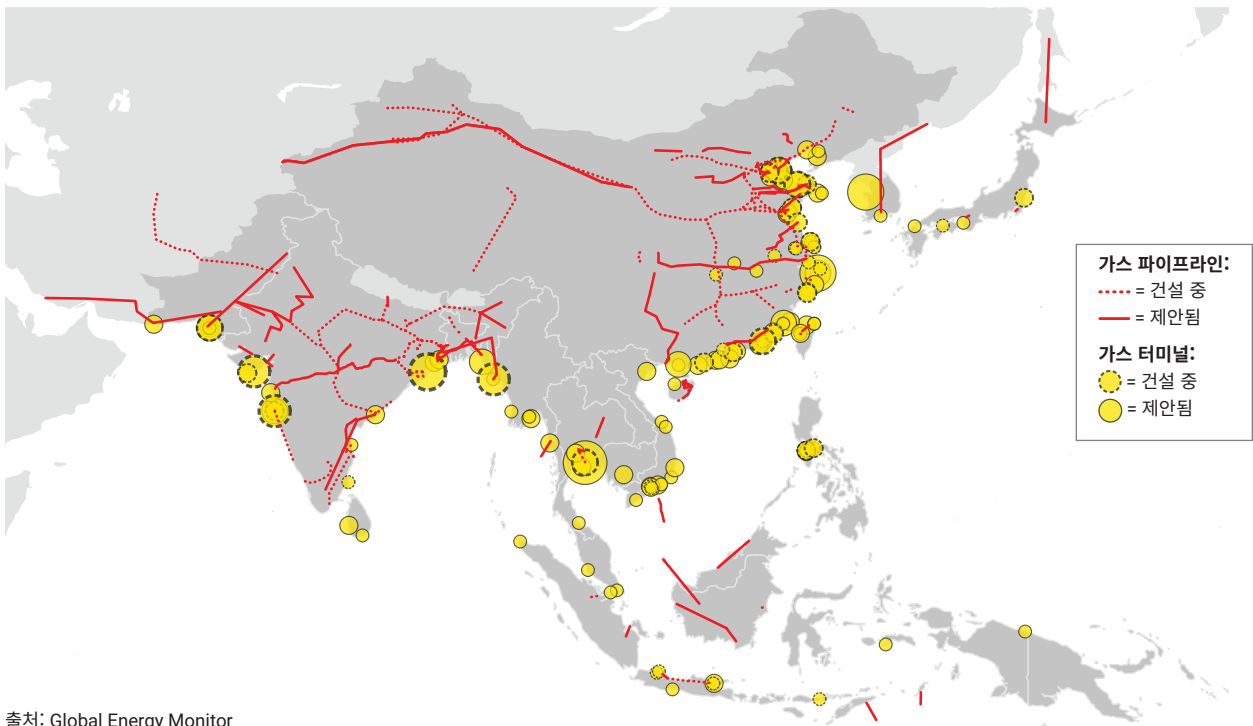 가스 파이프라인:
= 건설 중
= 제안됨
가스 터미널:
= 건설 중
= 제안됨
출처: Global Energy Monitor